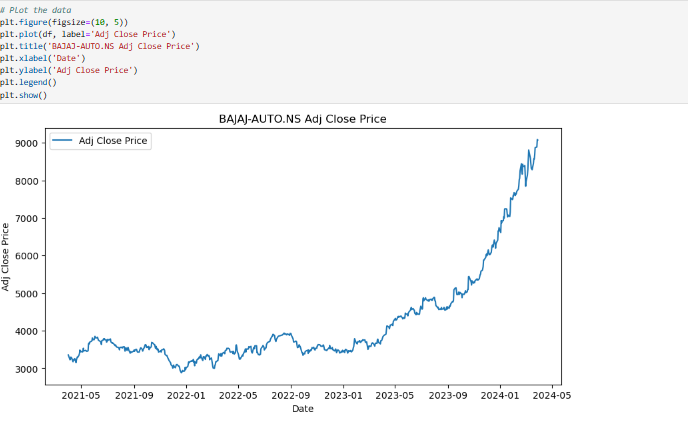 # Plot the data
plt.figure(figsize=(10, 5))
plt.plot(df, label='Adj Close Price')
plt.title('BAJAJ-AUTO.NS Adj Close Price')
plt.xlabel('Date')
plt.ylabel('Adj Close Price')
plt.legend()
plt.show()
BAJAJ-AUTO.NS Adj Close Price
Adj Close Price
9000
8000
7000
6000
5000
4000
3000
Adj Close Price
2021-05 2021-09 2022-01 2022-05 2022-09 2023-01 2023-05 2023-09 2024-01 2024-05
Date